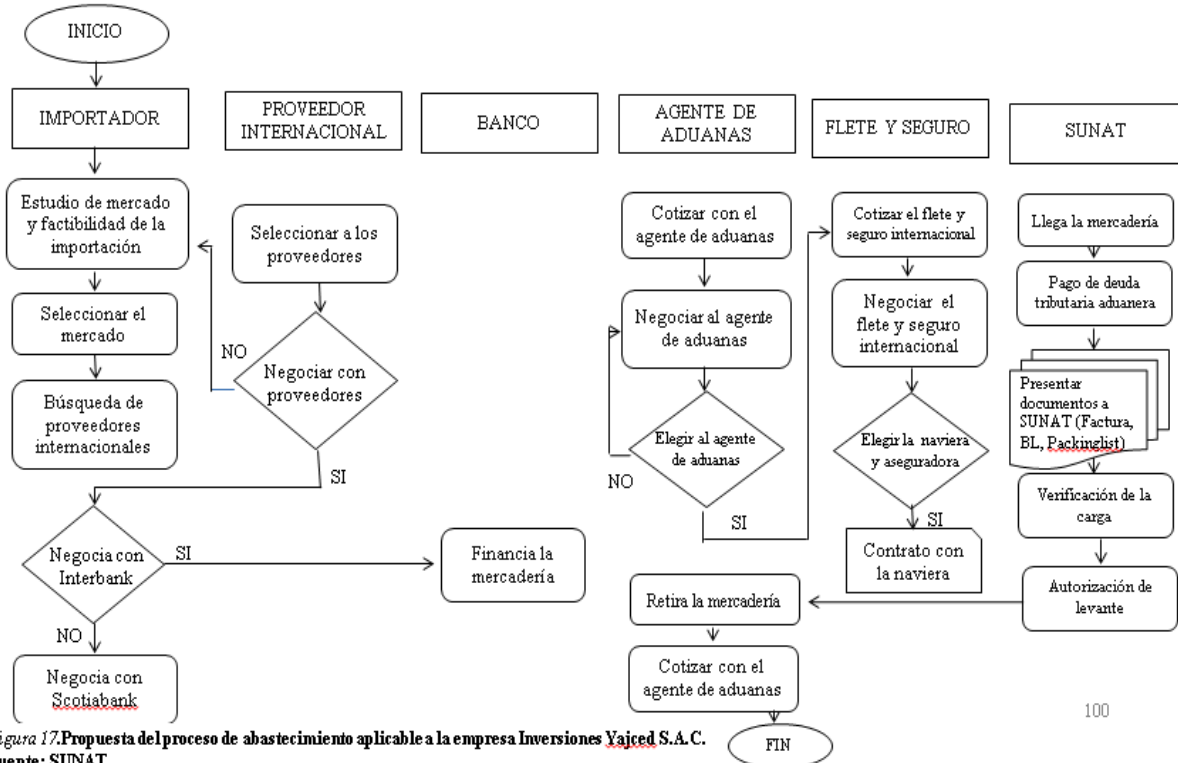 INICIO
IMPORTADOR
PROVEEDOR
INTERNACIONAL
BANCO
AGENTE DE
ADUANAS
FLETE Y SEGURO
SUNAT
Estudio de mercado
y factibilidad de la
importación
Seleccionar el
mercado
Búsqueda de
proveedores
internacionales
Seleccionar a los
proveedores
NO
Negociar con
proveedores
SI
Negocia con
Interbank
SI
NO
Negocia con
Scotiabank
Financia la
mercadería
Cotizar con el
agente de aduanas
Negociar al agente
de aduanas
Elegir al agente
de aduanas
NO
SI
Cotizar el flete y
seguro internacional
Negociar el
flete y seguro
internacional
Elegir la naviera
y aseguradora
SI
Contrato con
la naviera
Llega la mercadería
Pago de deuda
tributaria aduanera
Presentar
documentos a
SUNAT (Factura,
BL, Packinglist)
Verificación de la
carga
Autorización de
levante
Retira la mercadería
Cotizar con el
agente de aduanas
FIN
100
igura 17.Propuesta del proceso de abastecimiento aplicable a la empresa Inversiones Yajced S.A.C.
uente: SUNAT